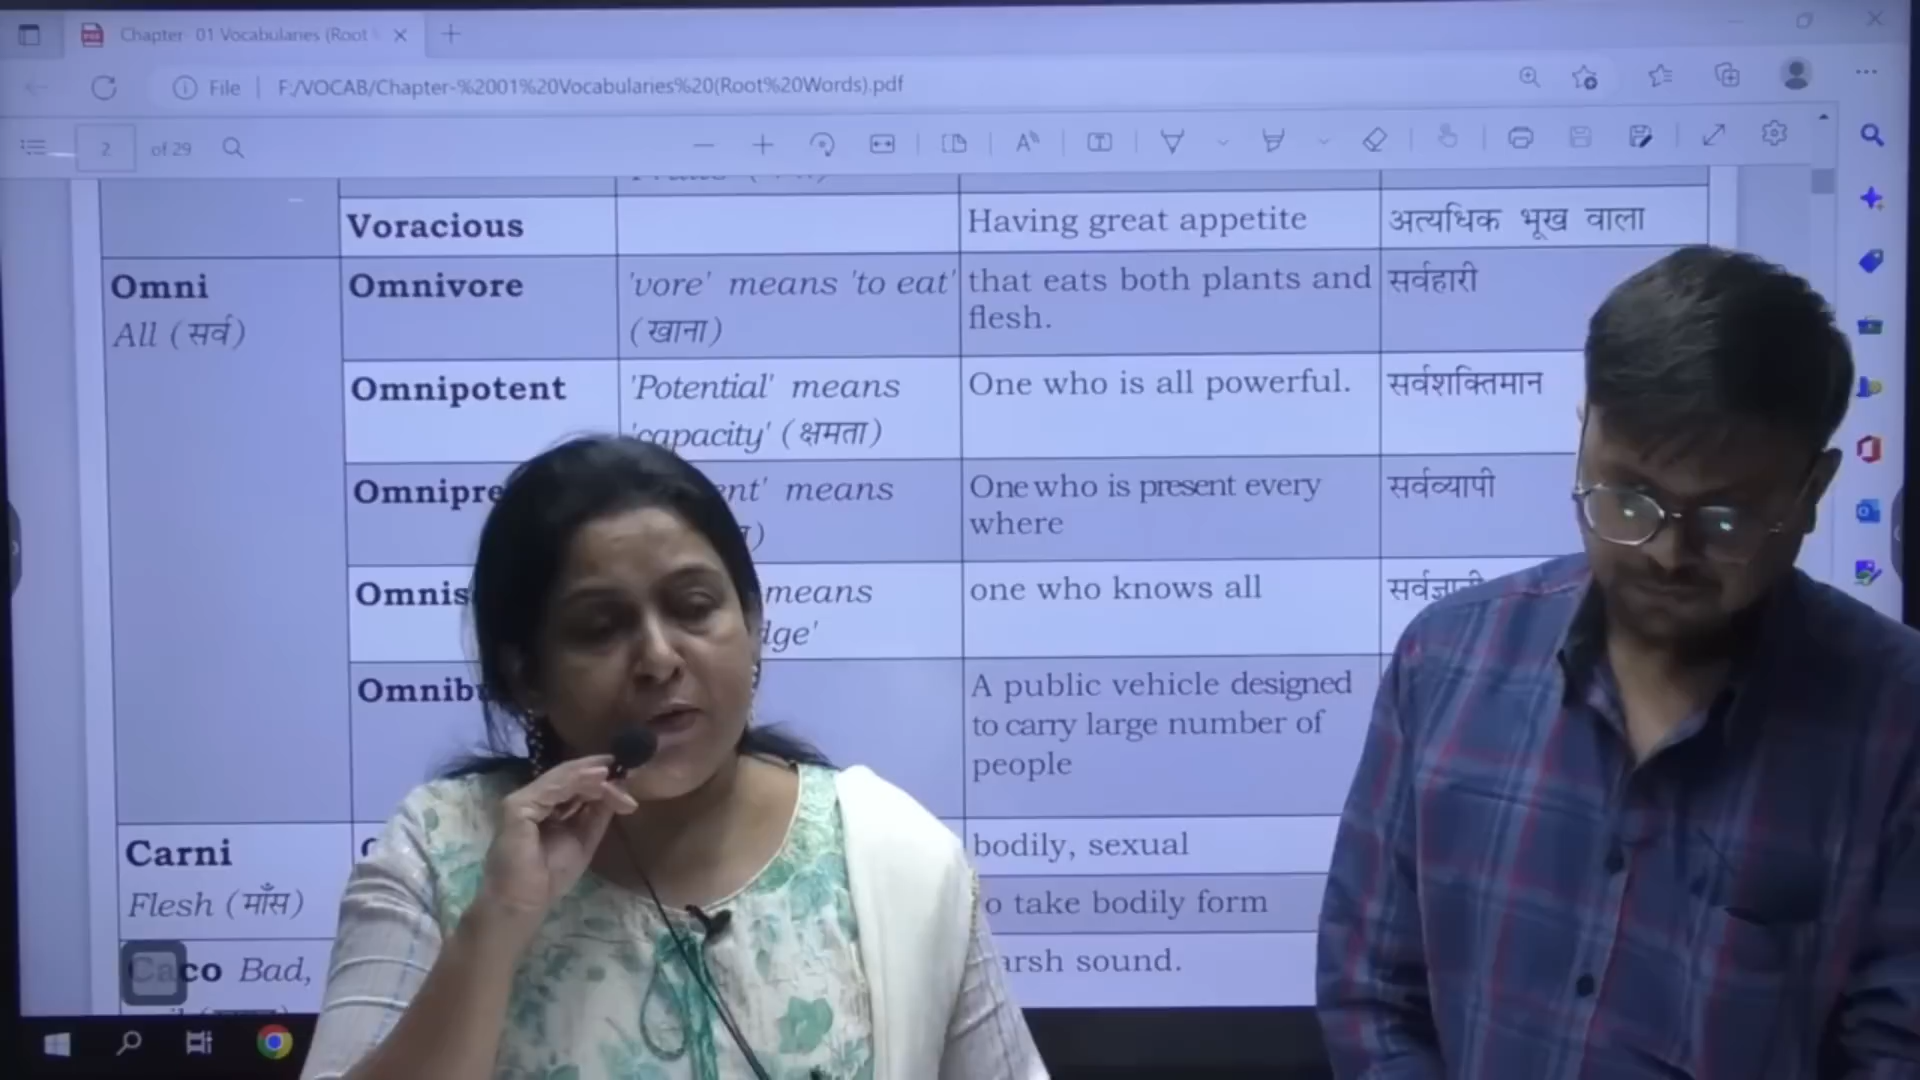 Chapter- 01 Vocabularies (Root
File F:/VOCAB/Chapter-%2001%20Vocabularies%20(Root%20Words).pdf
2 of 29
Voracious Having great appetite अत्यधिक भूख वाला
Omni Omnivore 'vore' means 'to eat' that eats both plants and सर्वहारी
All (सर्व) (खाना) flesh.
Omnipotent 'Potential' means One who is all powerful. सर्वशक्तिमान
'capacity' (क्षमता)
Omnipre ent' means One who is present every सर्वव्यापी
where
Omnis means one who knows all
dge'
Omnib A public vehicle designed
to carry large number of
people
Carni bodily, sexual
Flesh (माँस) o take bodily form
Caco Bad, arsh sound.